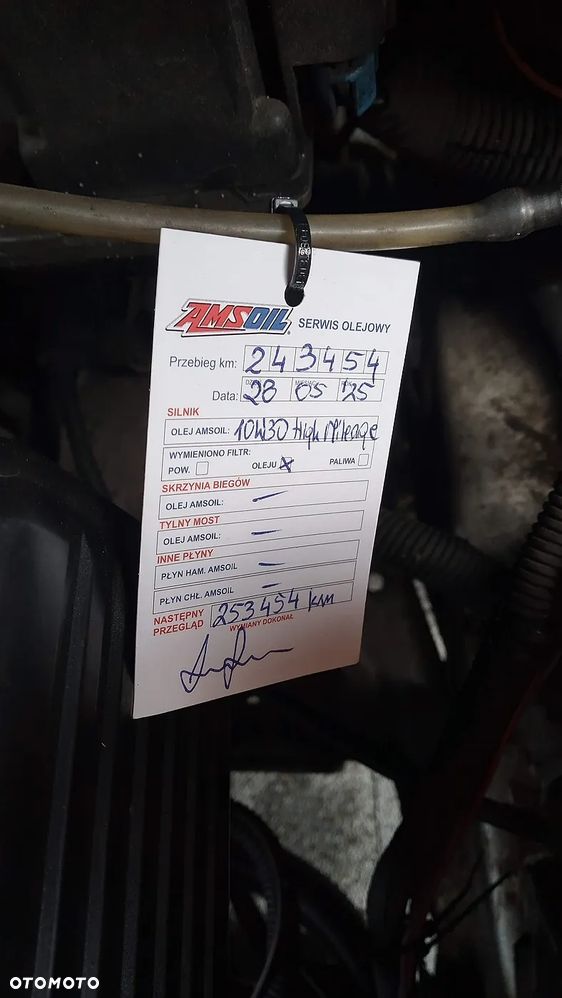 AMSOIL SERWIS OLEJOWY
Przebieg km: 243454
Data: 28 05 '25
SILNIK
OLEJ AMSOIL: 10W30 High Mileage
WYMIENIONO FILTR:
POW. OLEJU PALIWA
SKRZYNIA BIEGÓW
OLEJ AMSOIL: –
TYLNY MOST
OLEJ AMSOIL: –
INNE PŁYNY
PŁYN HAM. AMSOIL –
PŁYN CHŁ. AMSOIL –
NASTĘPNY PRZEGLĄD 253454 km
WYMIANY DOKONAŁ
OTOMOTO